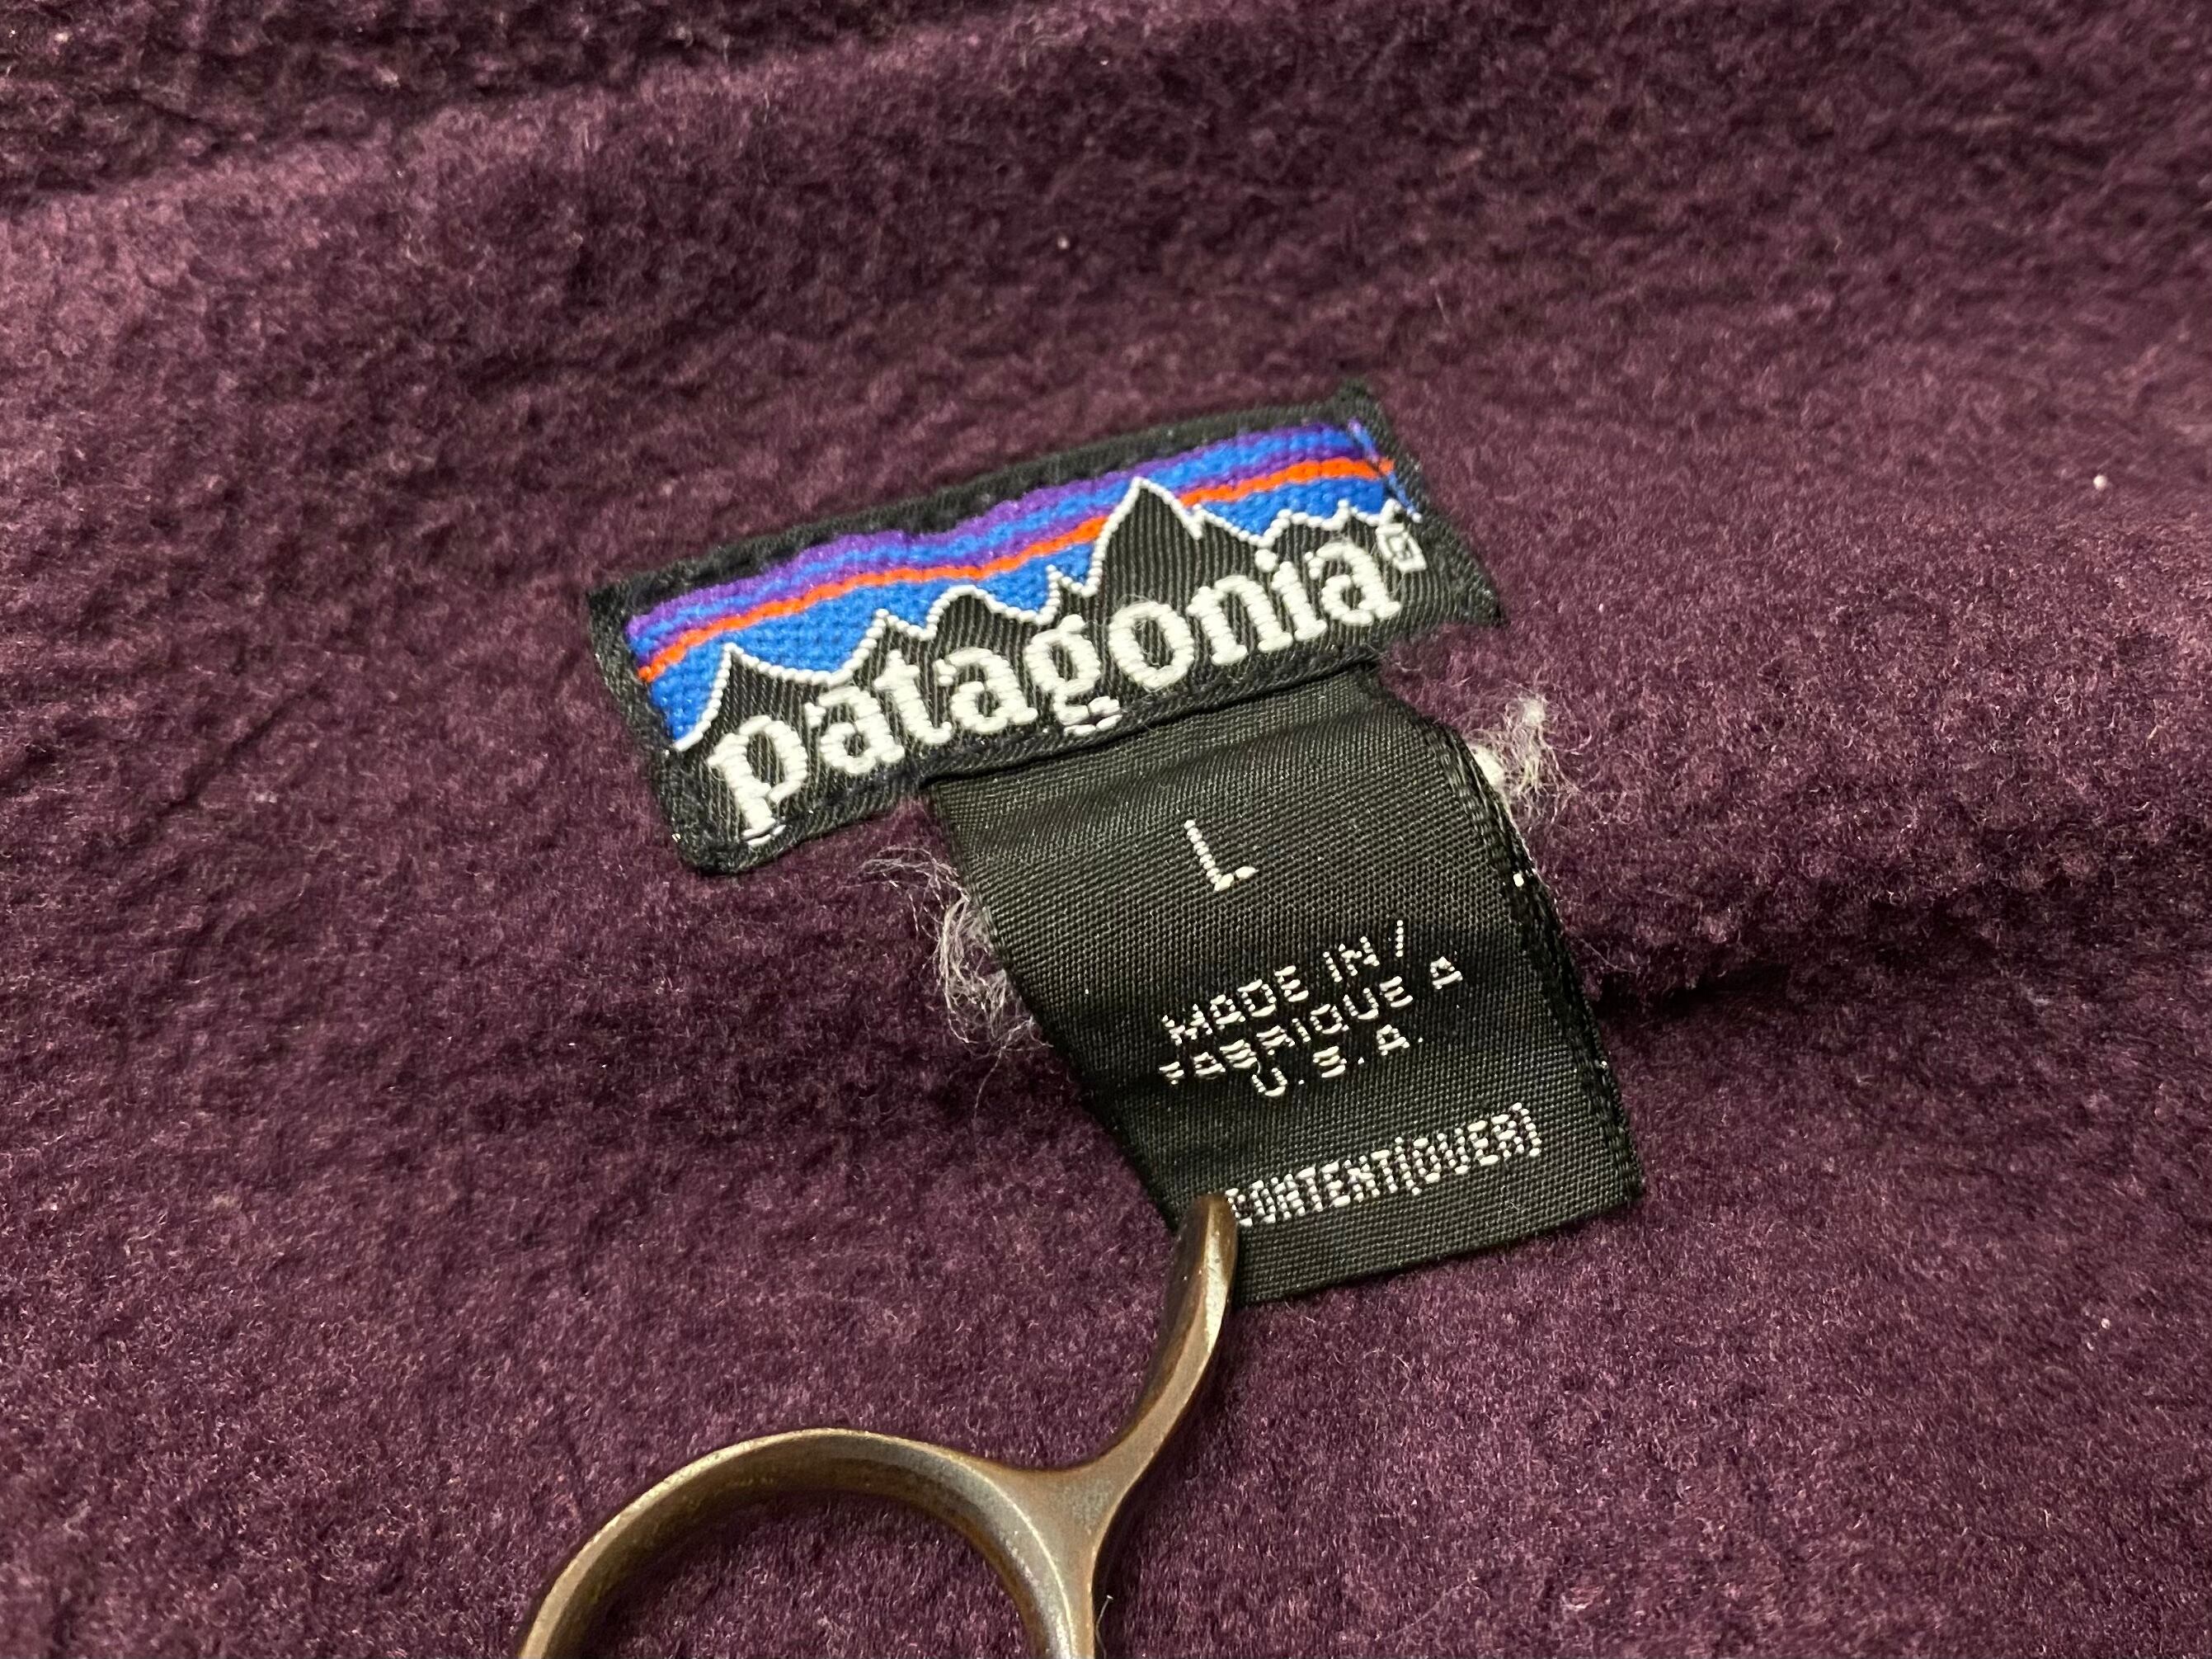 patagonia®
L
MADE IN /
FABRIQUE A
U.S.A.
CONTENT(OVER)